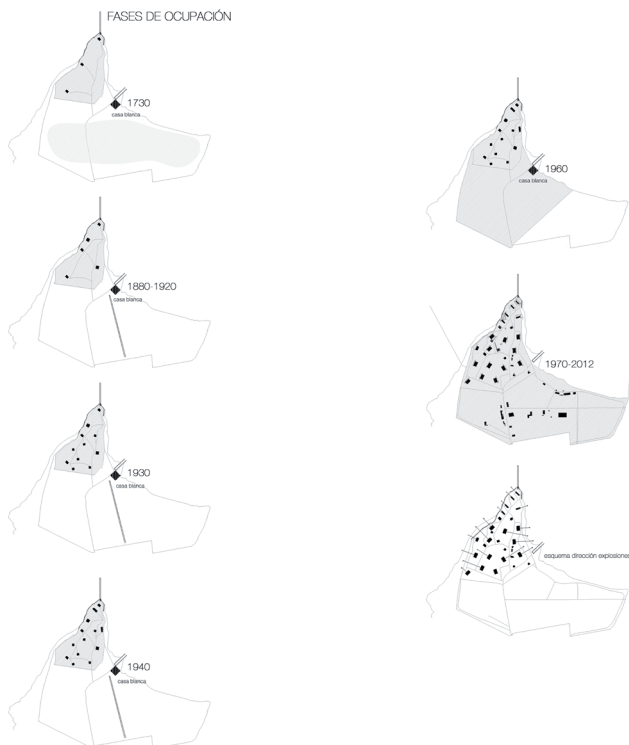 FASES DE OCUPACIÓN
1730
casa blanca
1880-1920
casa blanca
1930
casa blanca
1940
casa blanca
1960
casa blanca
1970-2012
esquema dirección explosiones